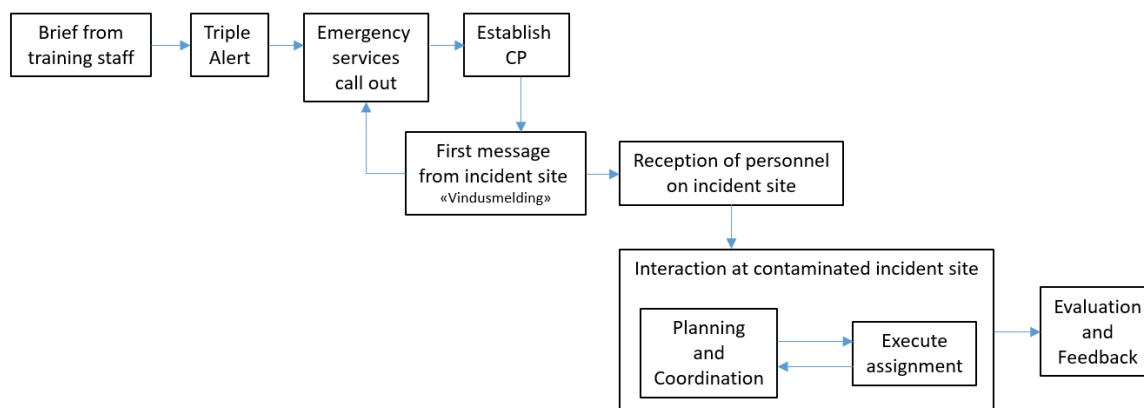 Brief from
training staff
Triple
Alert
Emergency
services
call out
Establish
CP
First message
from incident site
«Vindusmelding»
Reception of personnel
on incident site
Interaction at contaminated incident site
Planning
and
Coordination
Execute
assignment
Evaluation
and
Feedback